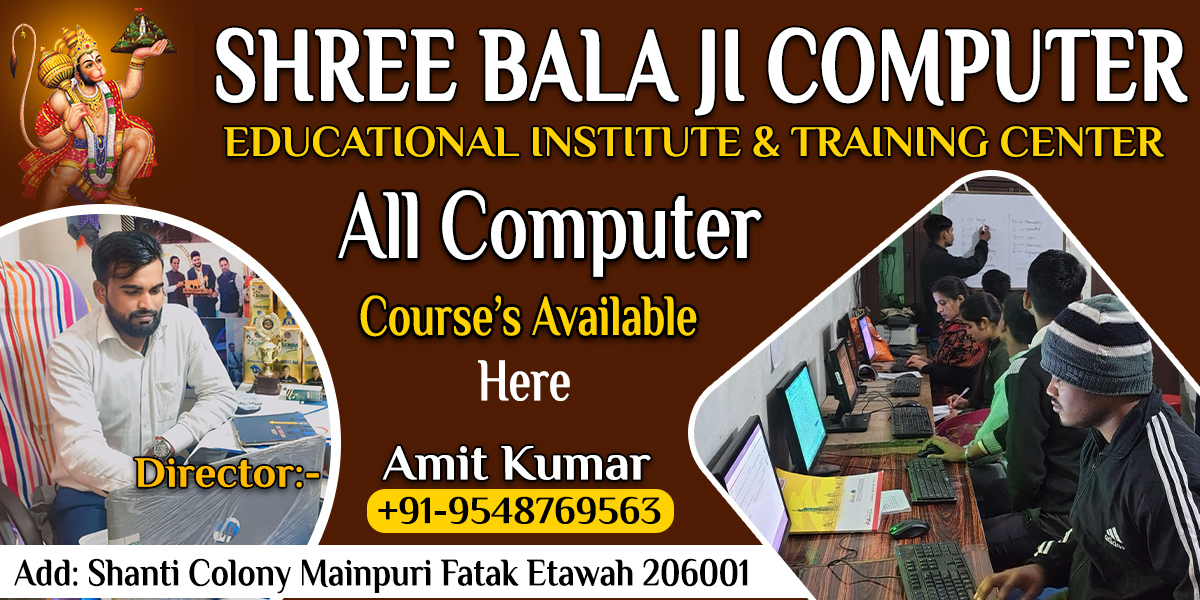 SHREE BALA JI COMPUTER
EDUCATIONAL INSTITUTE & TRAINING CENTER
All Computer
Course's Available
Here
Director:-
Amit Kumar
+91-9548769563
Add: Shanti Colony Mainpuri Fatak Etawah 206001
adidas